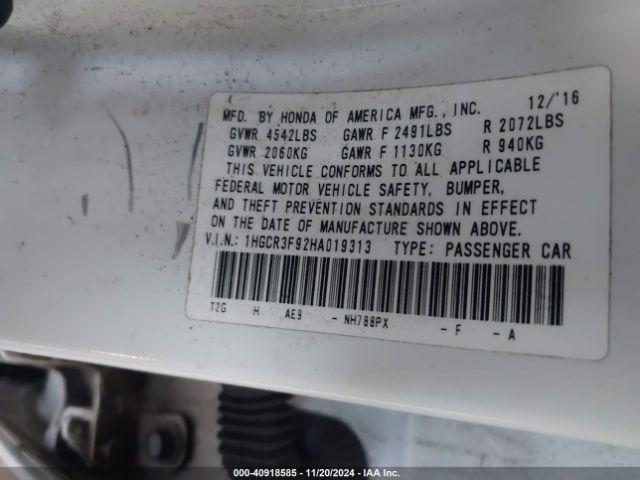 MFD. BY HONDA OF AMERICA MFG., INC. 12/'16
GVWR 4542LBS GAWR F 2491LBS R 2072LBS
GVWR 2060KG GAWR F 1130KG R 940KG
THIS VEHICLE CONFORMS TO ALL APPLICABLE
FEDERAL MOTOR VEHICLE SAFETY, BUMPER,
AND THEFT PREVENTION STANDARDS IN EFFECT
ON THE DATE OF MANUFACTURE SHOWN ABOVE.
V.I.N.: 1HGCR3F92HA019313 TYPE: PASSENGER CAR
T2G H AE9 - NH788PX - F - A
000-40918585 - 11/20/2024 - IAA Inc.